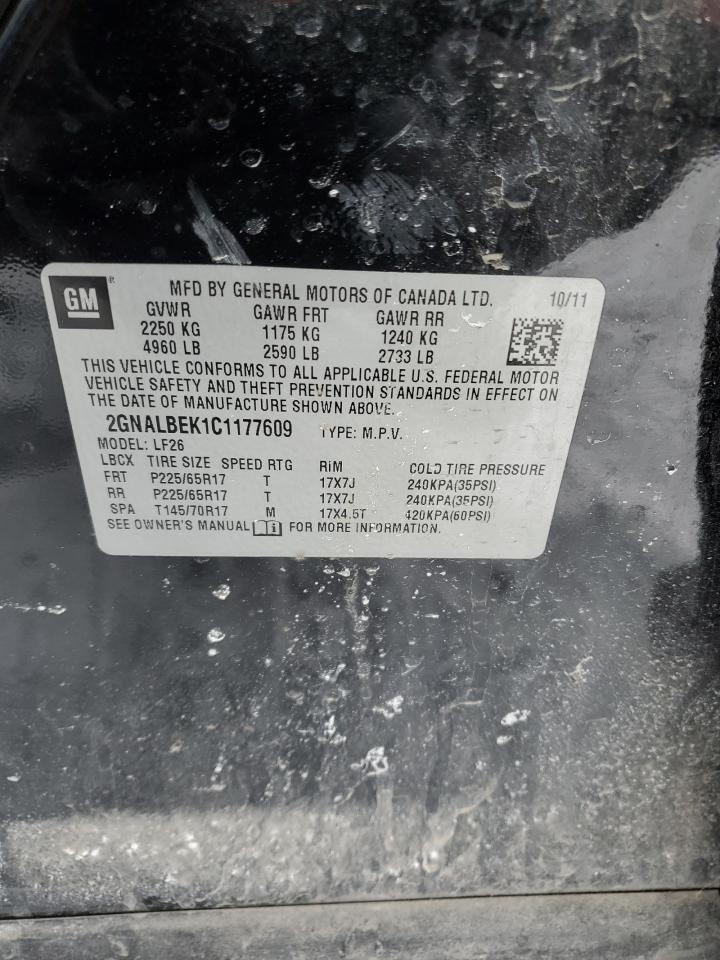 GM ® MFD BY GENERAL MOTORS OF CANADA LTD. 10/11
GVWR GAWR FRT GAWR RR
2250 KG 1175 KG 1240 KG
4960 LB 2590 LB 2733 LB
THIS VEHICLE CONFORMS TO ALL APPLICABLE U.S. FEDERAL MOTOR
VEHICLE SAFETY AND THEFT PREVENTION STANDARDS IN EFFECT ON
THE DATE OF MANUFACTURE SHOWN ABOVE.
2GNALBEK1C1177609 TYPE: M.P.V.
MODEL: LF26
LBCX TIRE SIZE SPEED RTG RIM COLD TIRE PRESSURE
FRT P225/65R17 T 17X7J 240KPA(35PSI)
RR P225/65R17 T 17X7J 240KPA(35PSI)
SPA T145/70R17 M 17X4.5T 420KPA(60PSI)
SEE OWNER'S MANUAL FOR MORE INFORMATION.